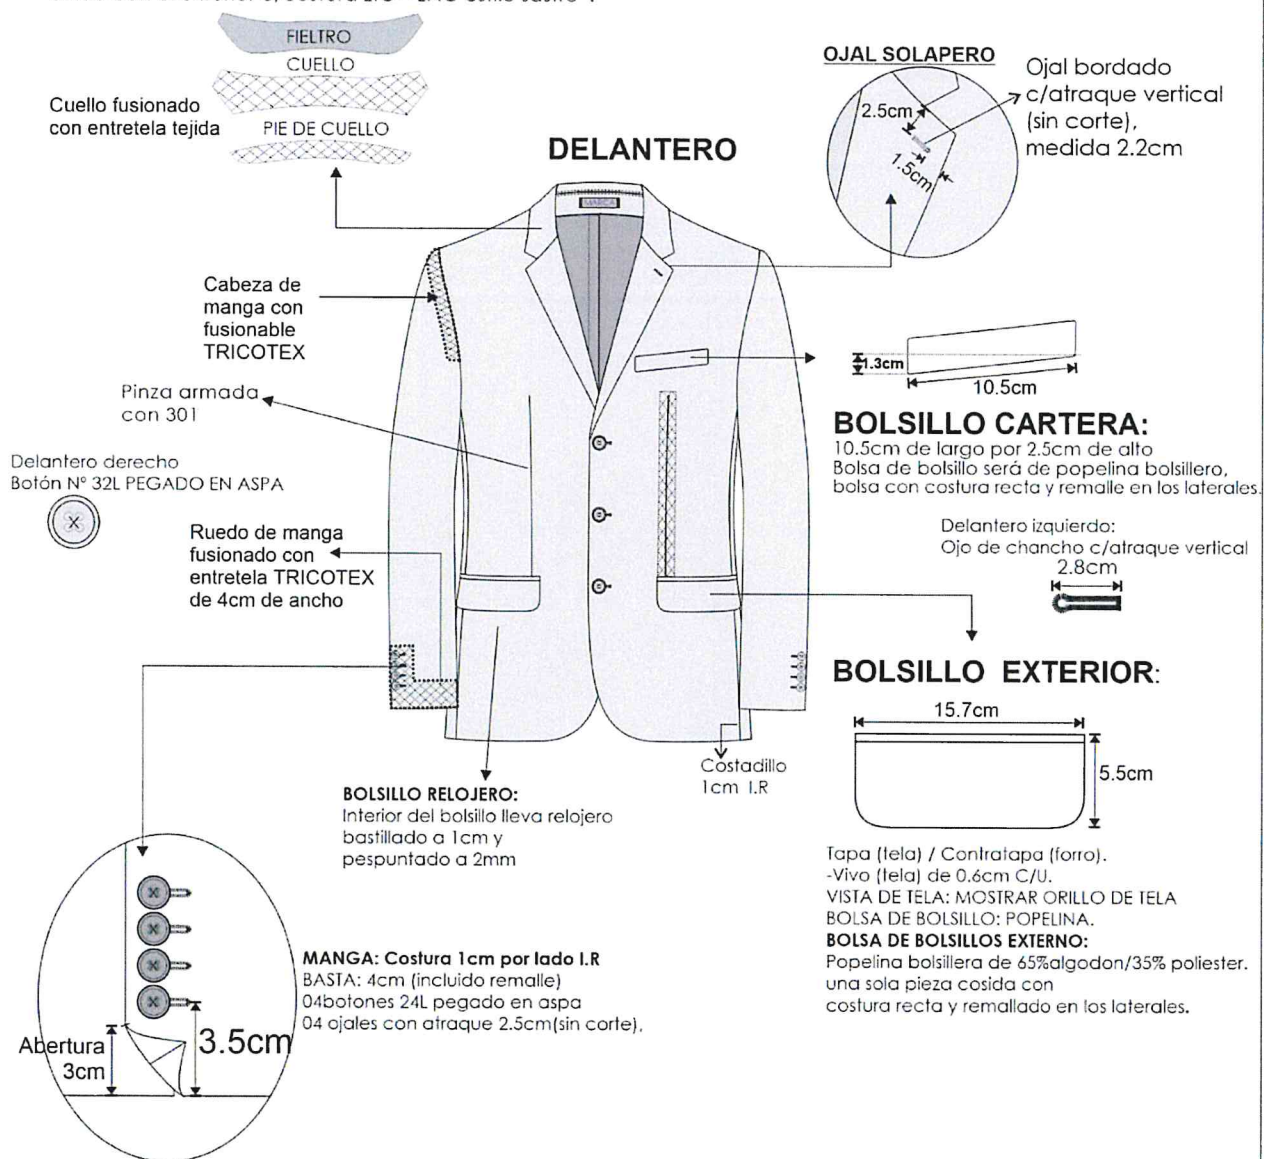 FIELTRO
CUELLO
Cuello fusionado
con entretela tejida
PIE DE CUELLO
DELANTERO
OJAL SOLAPERO
2.5cm
1.5cm
Ojal bordado
c/atraque vertical
(sin corte),
medida 2.2cm
MARCA
Cabeza de
manga con
fusionable
TRICOTEX
Pinza armada
con 301
Delantero derecho
Botón Nº 32L PEGADO EN ASPA
Ruedo de manga
fusionado con
entretela TRICOTEX
de 4cm de ancho
1.3cm
10.5cm
BOLSILLO CARTERA:
10.5cm de largo por 2.5cm de alto
Bolsa de bolsillo será de popelina bolsillero,
bolsa con costura recta y remalle en los laterales.
Delantero izquierdo:
Ojo de chancho c/atraque vertical
2.8cm
BOLSILLO EXTERIOR:
15.7cm
5.5cm
Tapa (tela) / Contratapa (forro).
-Vivo (tela) de 0.6cm C/U.
VISTA DE TELA: MOSTRAR ORILLO DE TELA
BOLSA DE BOLSILLO: POPELINA.
BOLSA DE BOLSILLOS EXTERNO:
Popelina bolsillera de 65%algodon/35% poliester.
una sola pieza cosida con
costura recta y remallado en los laterales.
Costadillo
1cm I.R
BOLSILLO RELOJERO:
Interior del bolsillo lleva relojero
bastillado a 1cm y
pespuntado a 2mm
MANGA: Costura 1cm por lado I.R
BASTA: 4cm (incluido remalle)
04botones 24L pegado en aspa
04 ojales con atraque 2.5cm(sin corte),
Abertura
3cm
3.5cm